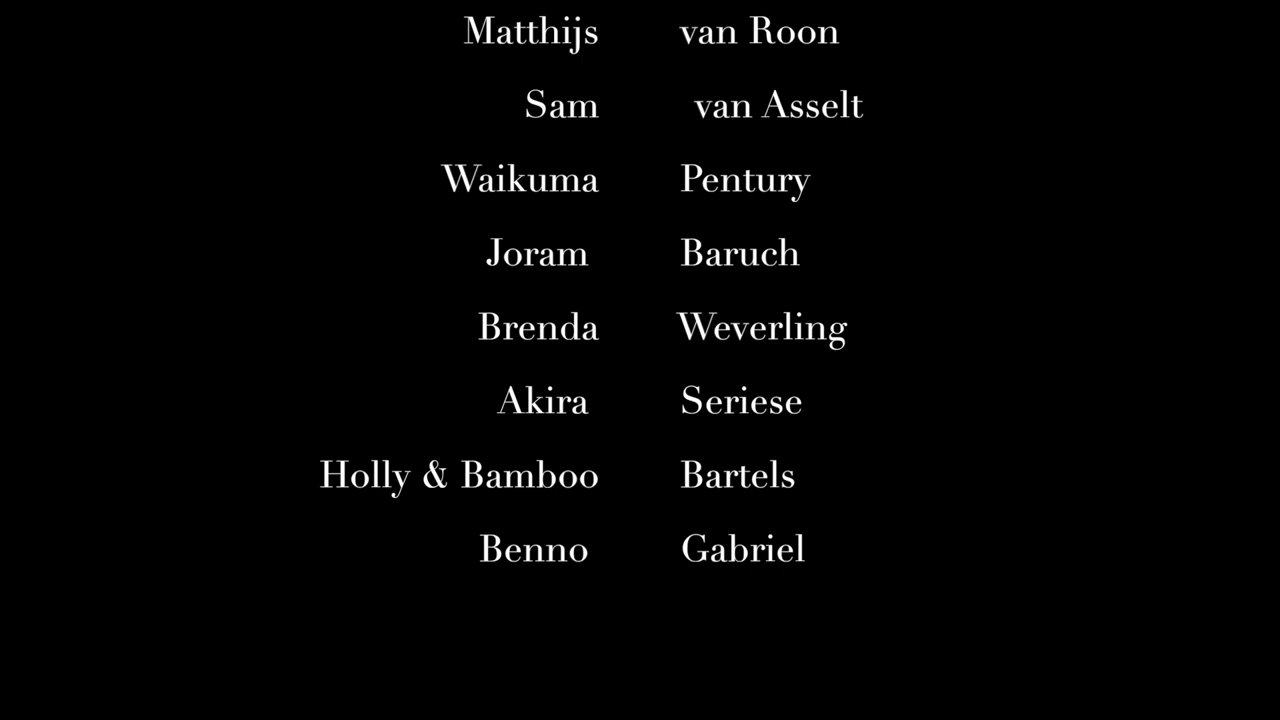 Matthijs van Roon
Sam van Asselt
Waikuma Pentury
Joram Baruch
Brenda Weverling
Akira Seriese
Holly & Bamboo Bartels
Benno Gabriel